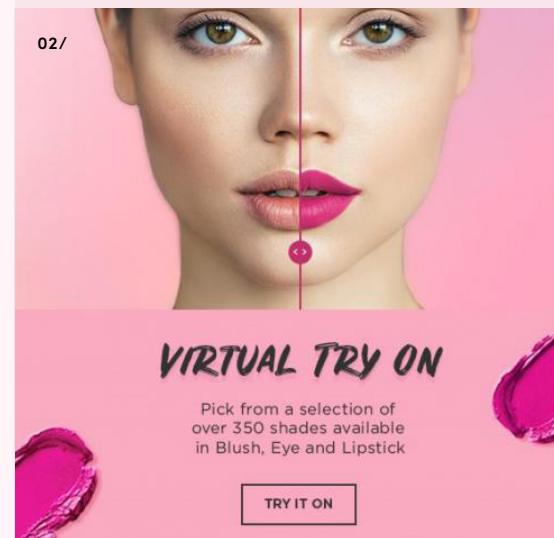 02/
VIRTUAL TRY ON
Pick from a selection of
over 350 shades available
in Blush, Eye and Lipstick
TRY IT ON